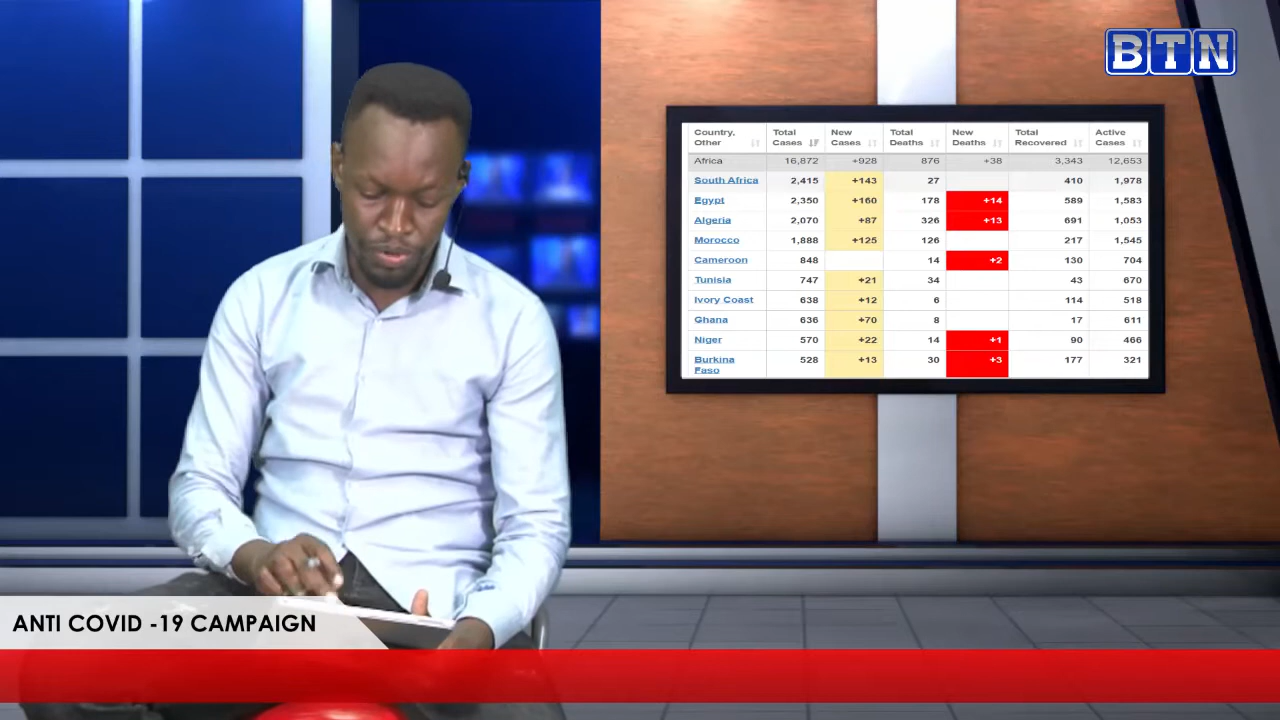 BTN
Country, Other Total Cases New Cases Total Deaths New Deaths Total Recovered Active Cases
Africa 16,872 +928 876 +38 3,343 12,653
South Africa 2,415 +143 27 410 1,978
Egypt 2,350 +160 178 +14 589 1,583
Algeria 2,070 +87 326 +13 691 1,053
Morocco 1,888 +125 126 217 1,545
Cameroon 848 14 +2 130 704
Tunisia 747 +21 34 43 670
Ivory Coast 638 +12 6 114 518
Ghana 636 +70 8 17 611
Niger 570 +22 14 +1 90 466
Burkina Faso 528 +13 30 +3 177 321
ANTI COVID -19 CAMPAIGN